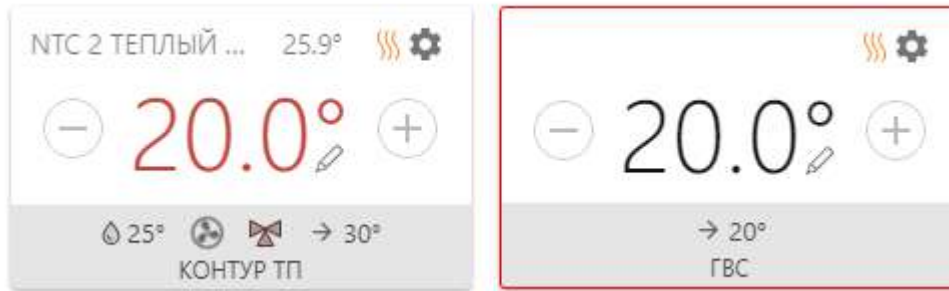 NTC 2 ТЕПЛЫЙ ... 25.9°
20.0°
25° → 30°
КОНТУР ТП
20.0°
→ 20°
ГВС